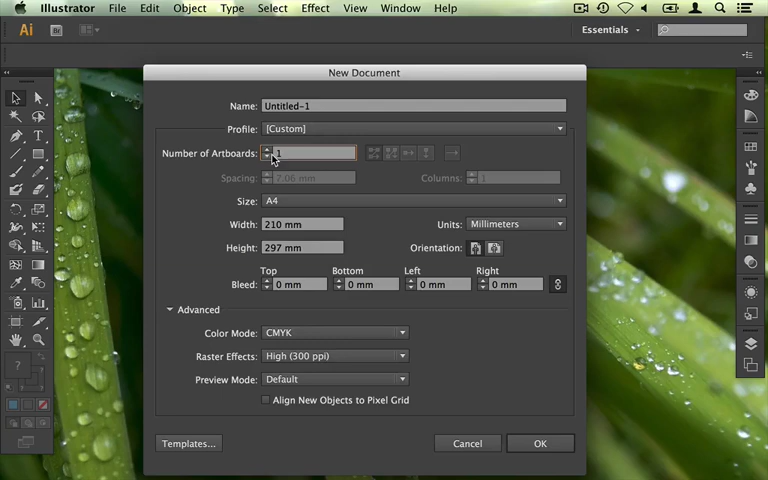 Illustrator File Edit Object Type Select Effect View Window Help
Ai Br Essentials
New Document
Name: Untitled-1
Profile: [Custom]
Number of Artboards: 1
Spacing: 7.06 mm Columns: 1
Size: A4
Width: 210 mm Units: Millimeters
Height: 297 mm Orientation:
Top Bottom Left Right
Bleed: 0 mm 0 mm 0 mm 0 mm
Advanced
Color Mode: CMYK
Raster Effects: High (300 ppi)
Preview Mode: Default
Align New Objects to Pixel Grid
Templates... Cancel OK